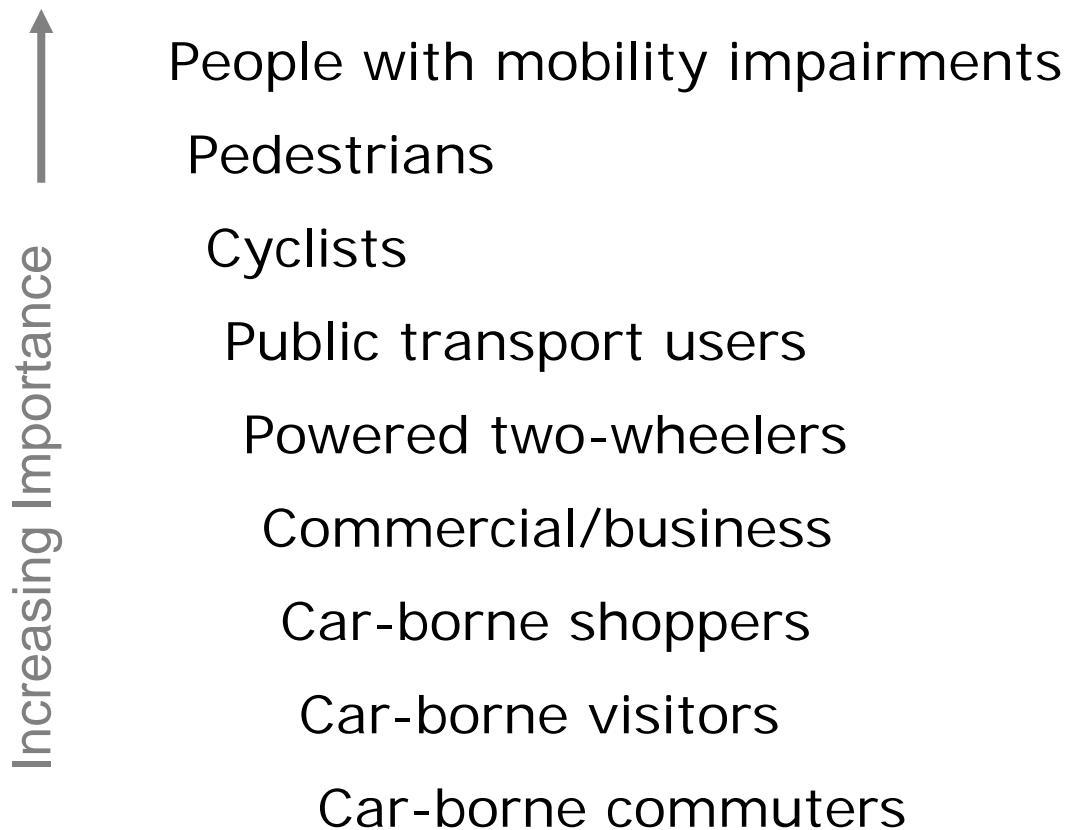 People with mobility impairments
Pedestrians
Cyclists
Public transport users
Powered two-wheelers
Commercial/business
Car-borne shoppers
Car-borne visitors
Car-borne commuters
Increasing Importance